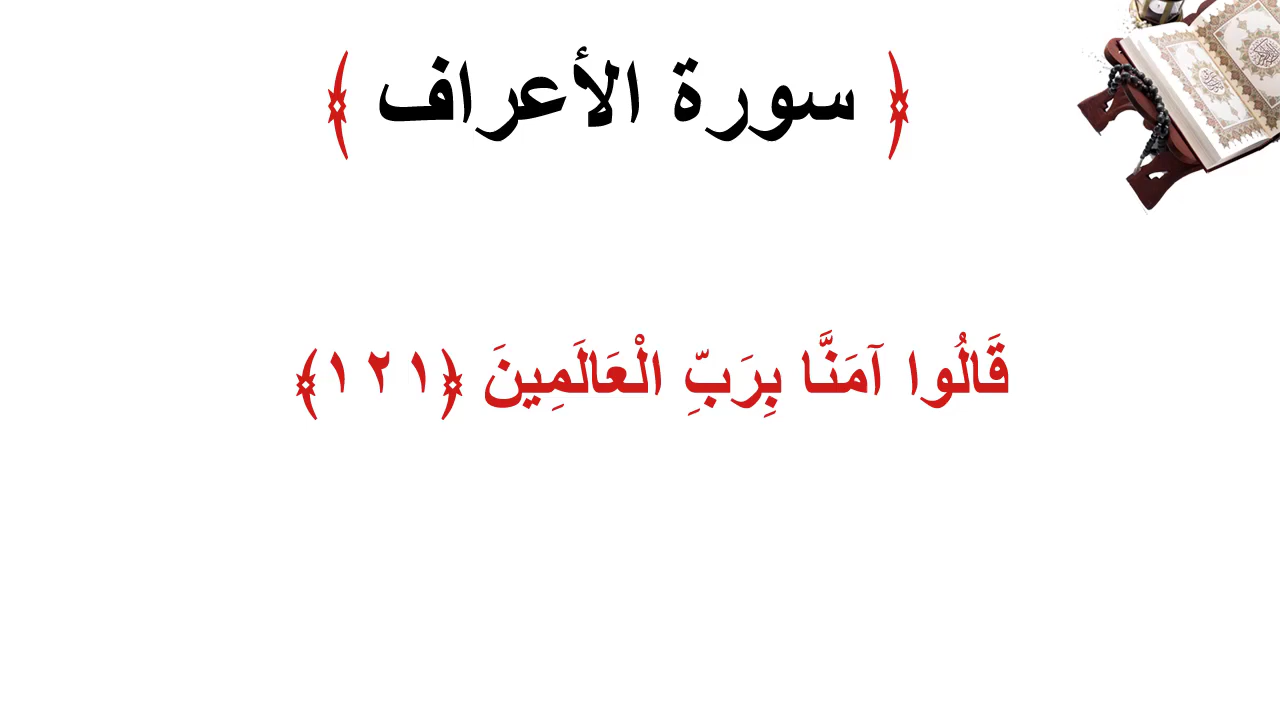 ﴿ سورة الأعراف ﴾
قَالُوا آمَنَّا بِرَبِّ الْعَالَمِينَ ﴿١٢١﴾